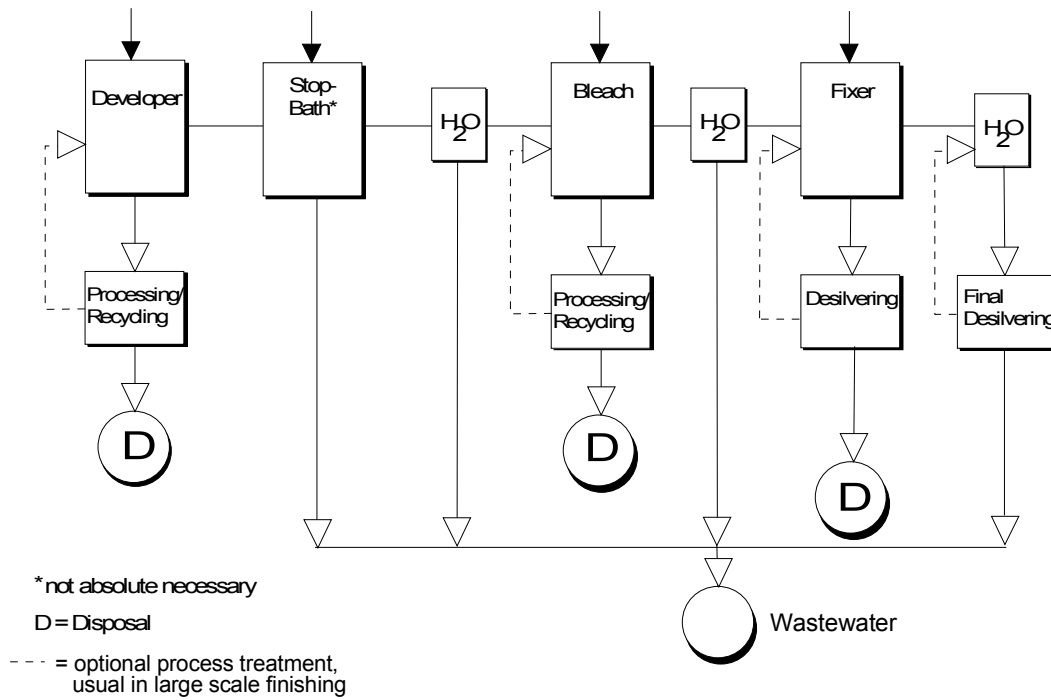 Developer
Stop-
Bath*
H2O
Bleach
H2O
Fixer
H2O
Processing/
Recycling
Processing/
Recycling
Desilvering
Final
Desilvering
D
D
D
*not absolute necessary
D = Disposal
Wastewater
--- = optional process treatment,
usual in large scale finishing